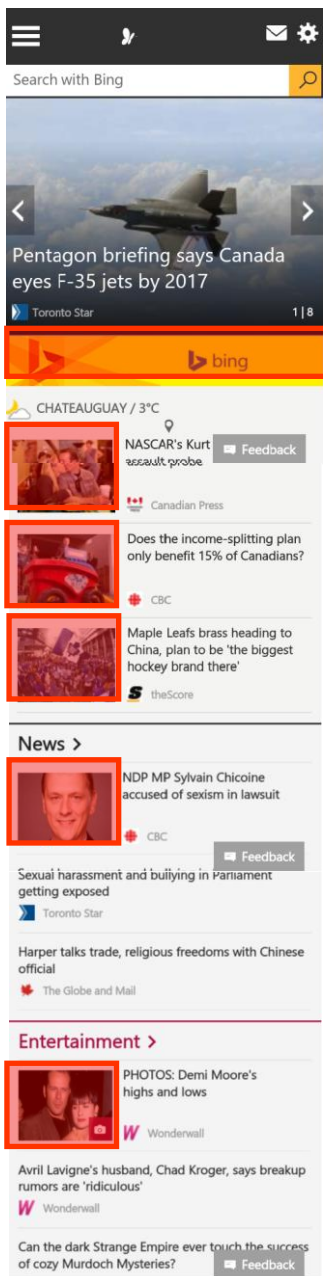 Search with Bing
Pentagon briefing says Canada
eyes F-35 jets by 2017
Toronto Star
1|8
bing
CHATEAUGUAY / 3°C
NASCAR's Kurt
Feedback
assault probe
Canadian Press
Does the income-splitting plan
only benefit 15% of Canadians?
CBC
Maple Leafs brass heading to
China, plan to be 'the biggest
hockey brand there'
theScore
News >
NDP MP Sylvain Chicoine
accused of sexism in lawsuit
CBC
Feedback
Sexual harassment and bullying in Parliament
getting exposed
Toronto Star
Harper talks trade, religious freedoms with Chinese
official
The Globe and Mail
Entertainment >
PHOTOS: Demi Moore's
highs and lows
Wonderwall
Avril Lavigne's husband, Chad Kroger, says breakup
rumors are 'ridiculous'
Wonderwall
Can the dark Strange Empire ever touch the success
of cozy Murdoch Mysteries?
Feedback